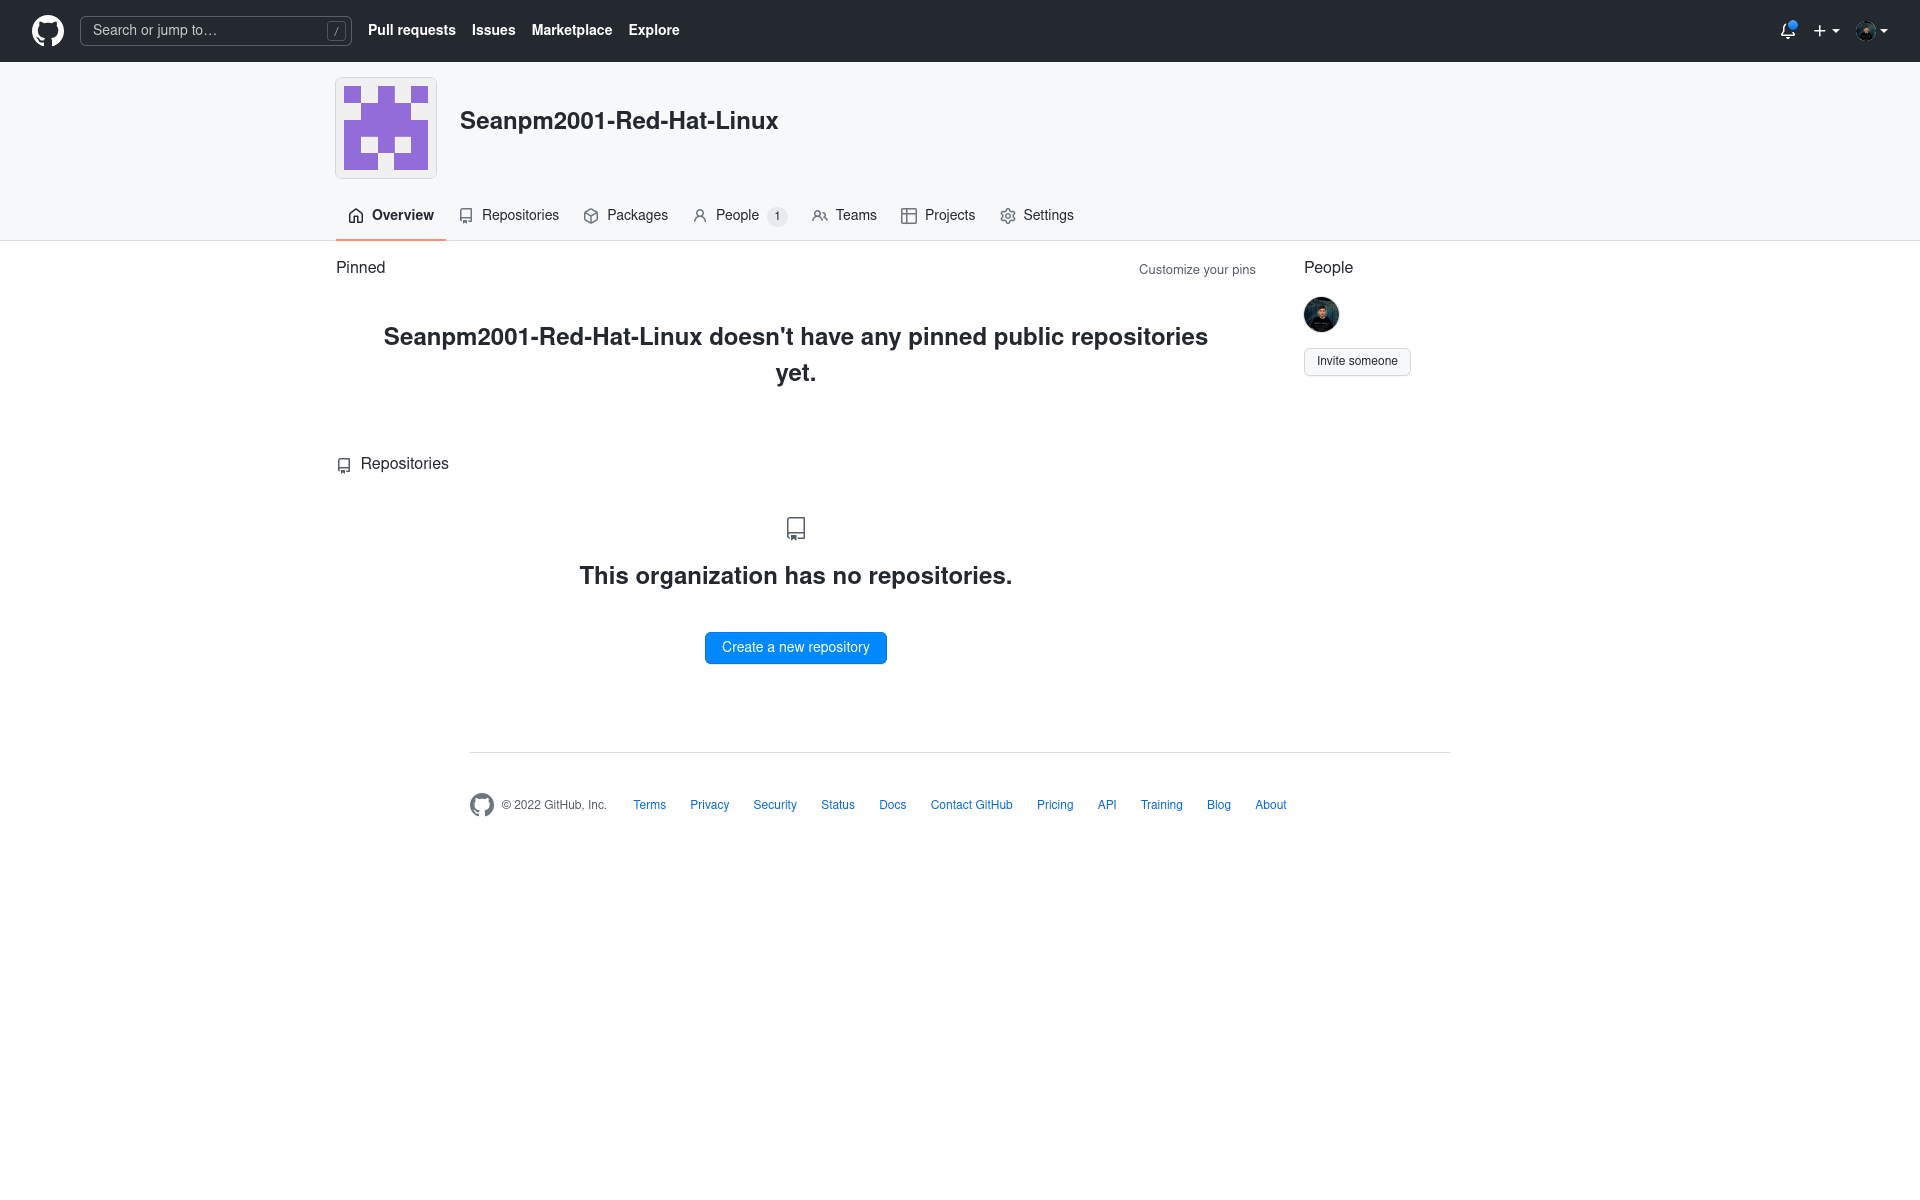 Search or jump to…
/
Pull requests
Issues
Marketplace
Explore
Seanpm2001-Red-Hat-Linux
Overview
Repositories
Packages
People 1
Teams
Projects
Settings
Pinned
Customize your pins
Seanpm2001-Red-Hat-Linux doesn't have any pinned public repositories
yet.
People
Invite someone
Repositories
This organization has no repositories.
Create a new repository
© 2022 GitHub, Inc.
Terms
Privacy
Security
Status
Docs
Contact GitHub
Pricing
API
Training
Blog
About